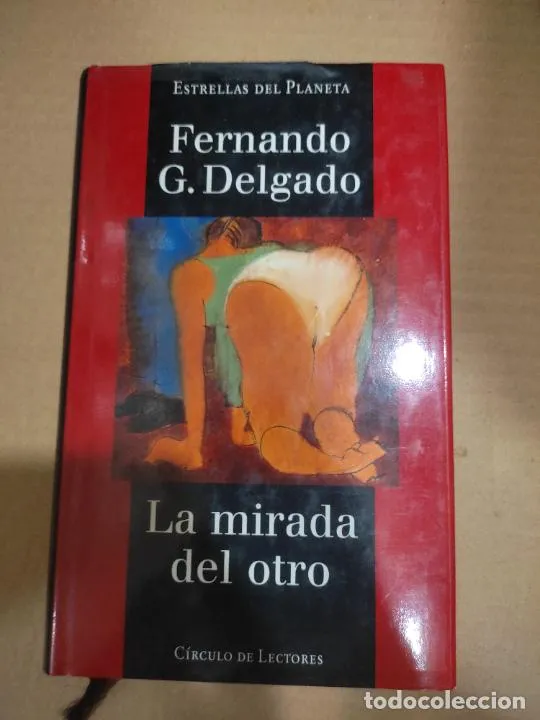 ESTRELLAS DEL PLANETA
Fernando
G. Delgado
La mirada
del otro
CÍRCULO DE LECTORES
todocoleccion